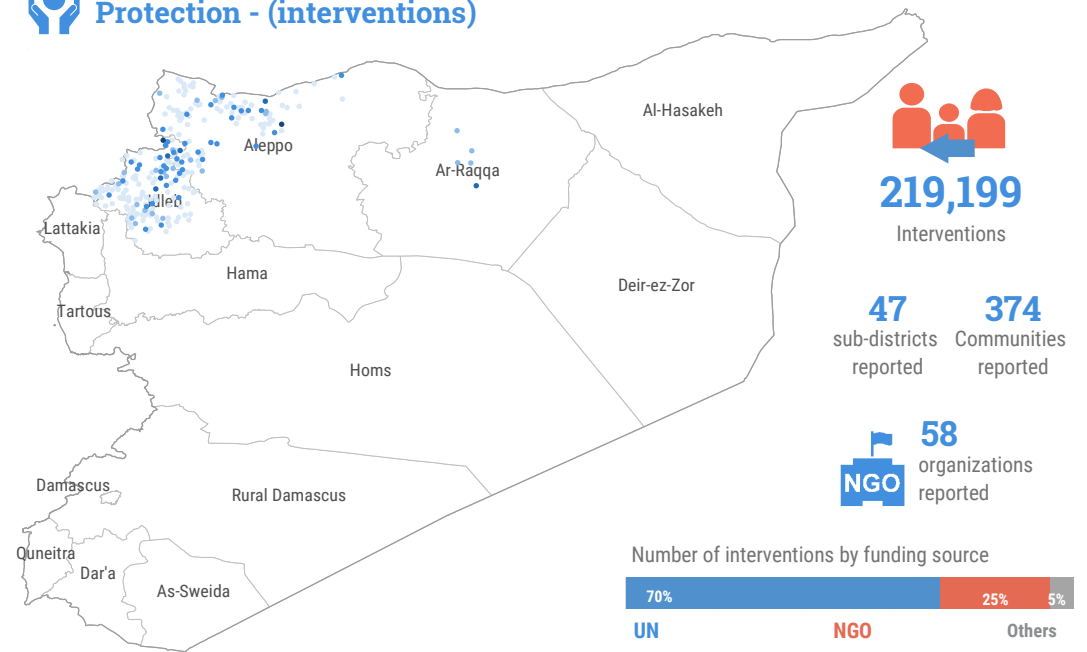 Protection - (interventions)
Al-Hasakeh
Aleppo
Ar-Raqqa
Idleb
Lattakia
Hama
Deir-ez-Zor
Tartous
Homs
Damascus
Rural Damascus
Quneitra
Dar'a
As-Sweida
219,199
Interventions
47
sub-districts
reported
374
Communities
reported
NGO
58
organizations
reported
Number of interventions by funding source
70% 25% 5%
UN NGO Others